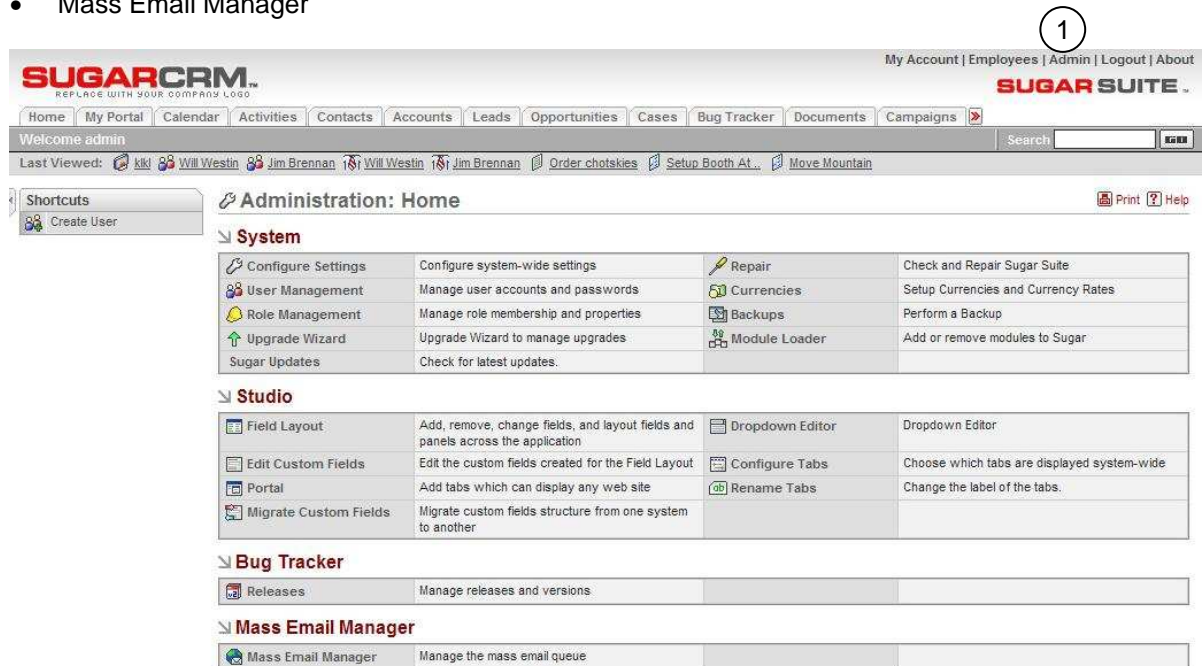 • Mass Email Manager
1
My Account | Employees | Admin | Logout | About
SUGARCRM™
REPLACE WITH YOUR COMPANY LOGO
SUGAR SUITE™
Home My Portal Calendar Activities Contacts Accounts Leads Opportunities Cases Bug Tracker Documents Campaigns
Welcome admin Search GO
Last Viewed: klkl Will Westin Jim Brennan Will Westin Jim Brennan Order chotskies Setup Booth At .. Move Mountain
Shortcuts
Create User
Administration: Home Print ? Help
System
Configure Settings Configure system-wide settings Repair Check and Repair Sugar Suite
User Management Manage user accounts and passwords Currencies Setup Currencies and Currency Rates
Role Management Manage role membership and properties Backups Perform a Backup
Upgrade Wizard Upgrade Wizard to manage upgrades Module Loader Add or remove modules to Sugar
Sugar Updates Check for latest updates.
Studio
Field Layout Add, remove, change fields, and layout fields and Dropdown Editor Dropdown Editor
panels across the application
Edit Custom Fields Edit the custom fields created for the Field Layout Configure Tabs Choose which tabs are displayed system-wide
Portal Add tabs which can display any web site Rename Tabs Change the label of the tabs.
Migrate Custom Fields Migrate custom fields structure from one system
to another
Bug Tracker
Releases Manage releases and versions
Mass Email Manager
Mass Email Manager Manage the mass email queue